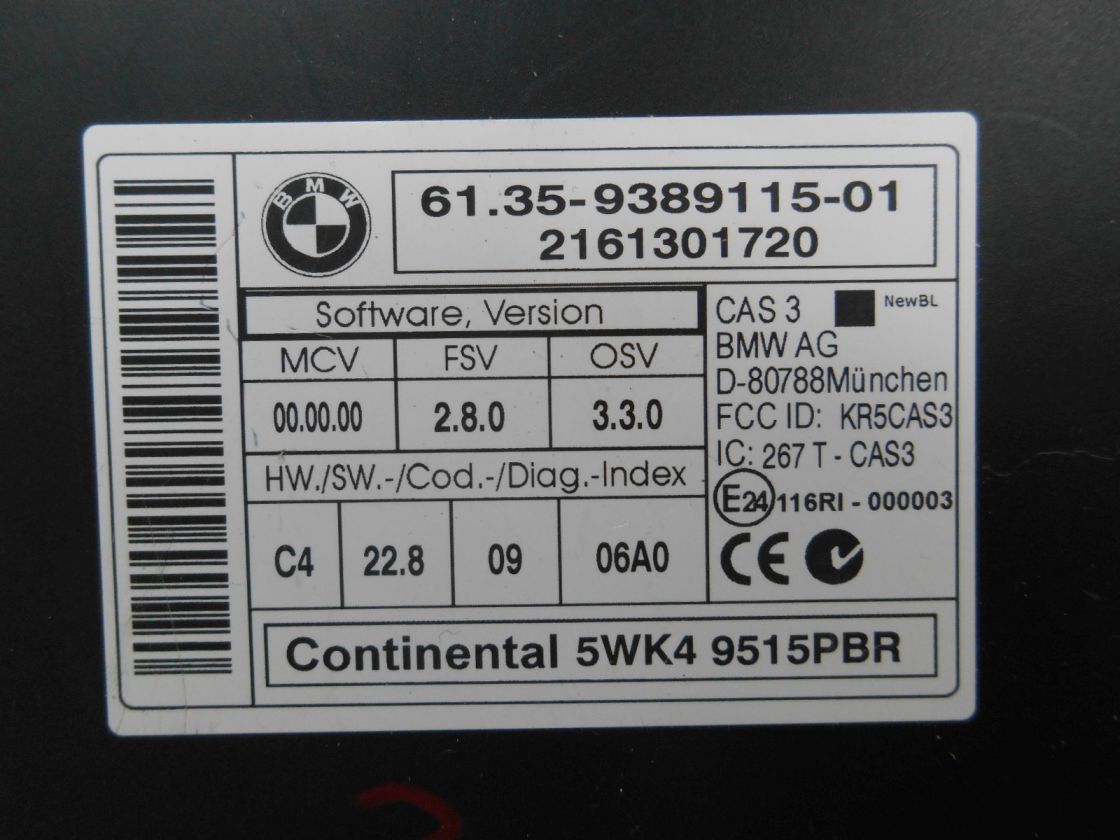 BMW
61.35-9389115-01
2161301720
Software, Version
MCV FSV OSV
00.00.00 2.8.0 3.3.0
HW./SW.-/Cod.-/Diag.-Index
C4 22.8 09 06A0
CAS 3 NewBL
BMW AG
D-80788München
FCC ID: KR5CAS3
IC: 267 T - CAS3
E24 116RI - 000003
CE
Continental 5WK4 9515PBR